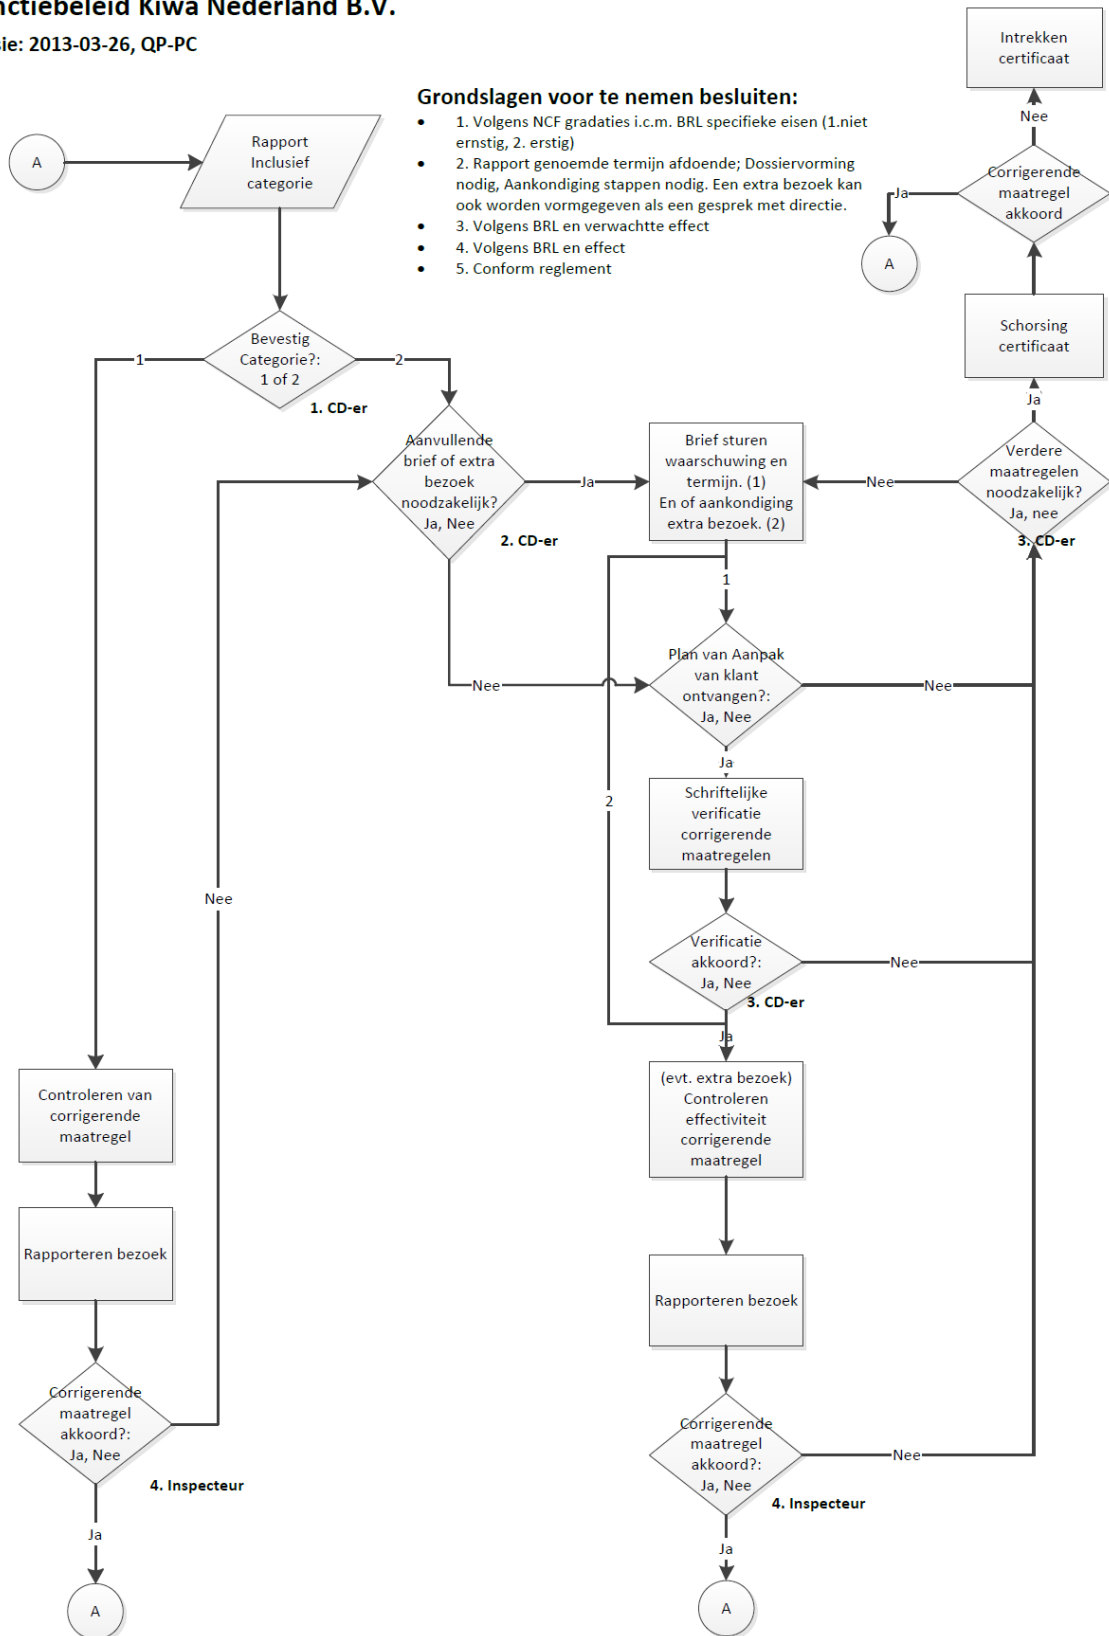 nctiebeleid Kiwa Nederland B.V.
sie: 2013-03-26, QP-PC
Intrekken
certificaat
Nee
Grondslagen voor te nemen besluiten:
• 1. Volgens NCF gradaties i.c.m. BRL specifieke eisen (1.niet
ernstig, 2. erstig)
• 2. Rapport genoemde termijn afdoende; Dossiervorming
nodig, Aankondiging stappen nodig. Een extra bezoek kan
ook worden vormgegeven als een gesprek met directie.
• 3. Volgens BRL en verwachtte effect
• 4. Volgens BRL en effect
• 5. Conform reglement
A
Rapport
Inclusief
categorie
Corrigerende
maatregel
akkoord
Ja
A
Schorsing
certificaat
Ja
Bevestig
Categorie?:
1 of 2
1
2
1. CD-er
Aanvullende
brief of extra
bezoek
noodzakelijk?
Ja, Nee
2. CD-er
Ja
Brief sturen
waarschuwing en
termijn. (1)
En of aankondiging
extra bezoek. (2)
Nee
Verdere
maatregelen
noodzakelijk?
Ja, nee
3. CD-er
1
Nee
Plan van Aanpak
van klant
ontvangen?:
Ja, Nee
Nee
Ja
2
Schriftelijke
verificatie
corrigerende
maatregelen
Nee
Verificatie
akkoord?:
Ja, Nee
Nee
3. CD-er
Ja
(evt. extra bezoek)
Controleren
effectiviteit
corrigerende
maatregel
Controleren van
corrigerende
maatregel
Rapporteren bezoek
Rapporteren bezoek
Corrigerende
maatregel
akkoord?:
Ja, Nee
4. Inspecteur
Ja
A
Corrigerende
maatregel
akkoord?:
Ja, Nee
Nee
4. Inspecteur
Ja
A